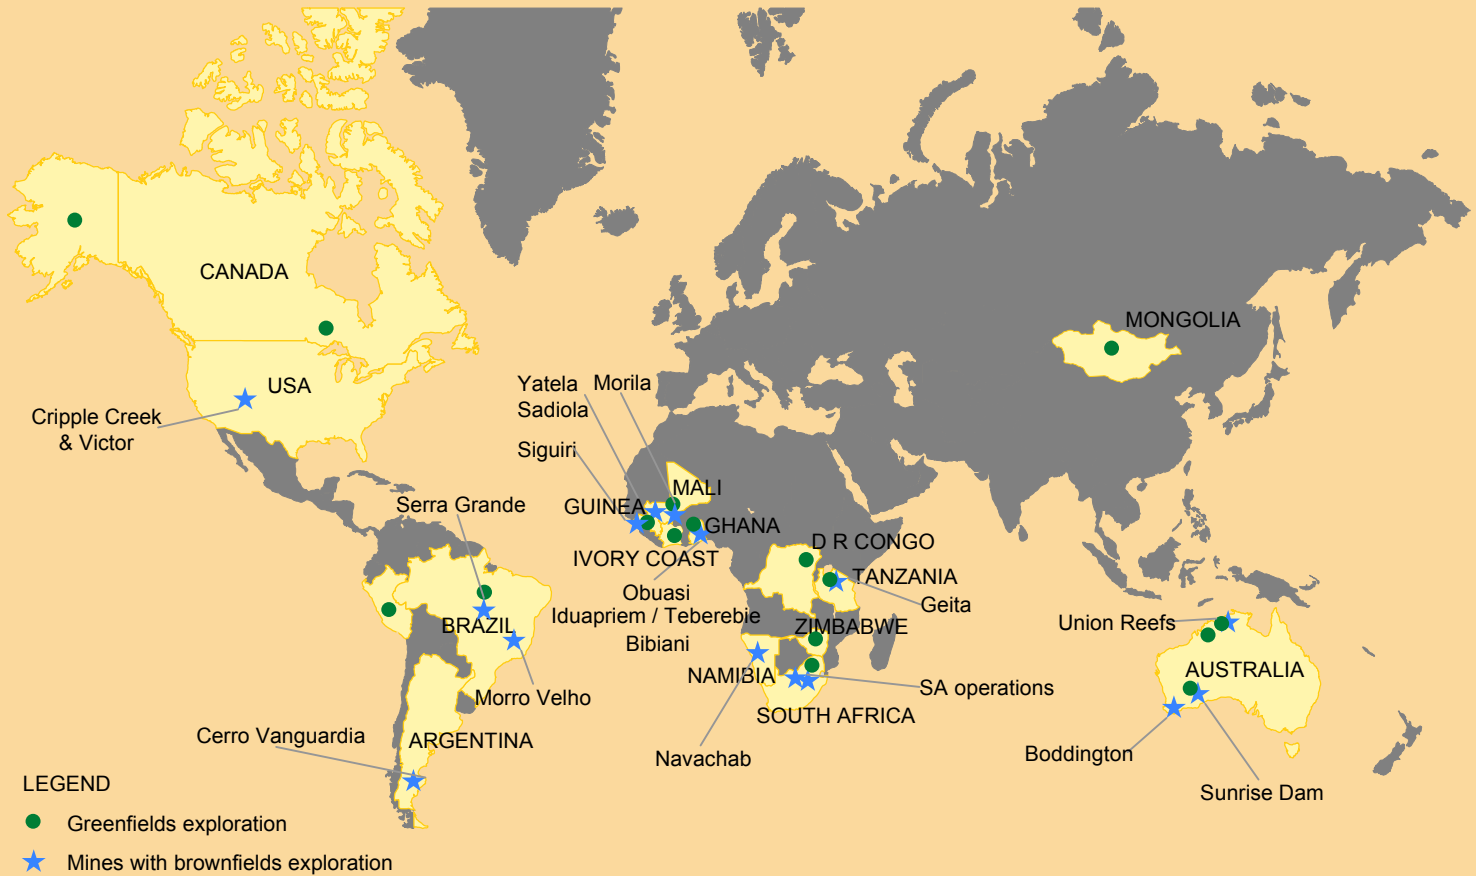 CANADA
MONGOLIA
USA
Cripple Creek
& Victor
Yatela
Morila
Sadiola
Siguiri
MALI
Serra Grande
GUINEA
GHANA
IVORY COAST
D R CONGO
TANZANIA
Obuasi
Geita
Iduapriem / Teberebie
Bibiani
ZIMBABWE
Union Reefs
BRAZIL
NAMIBIA
AUSTRALIA
SA operations
Morro Velho
SOUTH AFRICA
Cerro Vanguardia
ARGENTINA
Navachab
Boddington
Sunrise Dam
LEGEND
Greenfields exploration
Mines with brownfields exploration